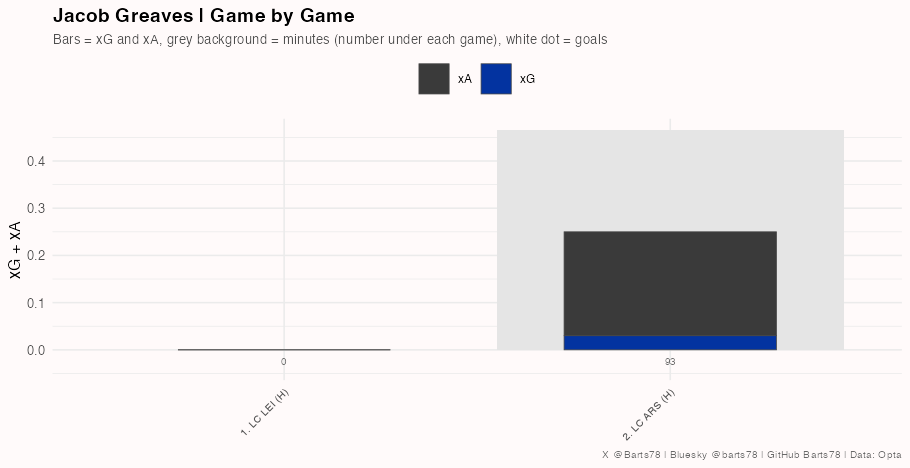 Jacob Greaves | Game by Game
Bars = xG and xA, grey background = minutes (number under each game), white dot = goals
xA xG
xG + xA
0.4
0.3
0.2
0.1
0.0
0 93
1. LC LEI (H) 2. LC ARS (H)
X @Barts78 | Bluesky @barts78 | GitHub Barts78 | Data: Opta